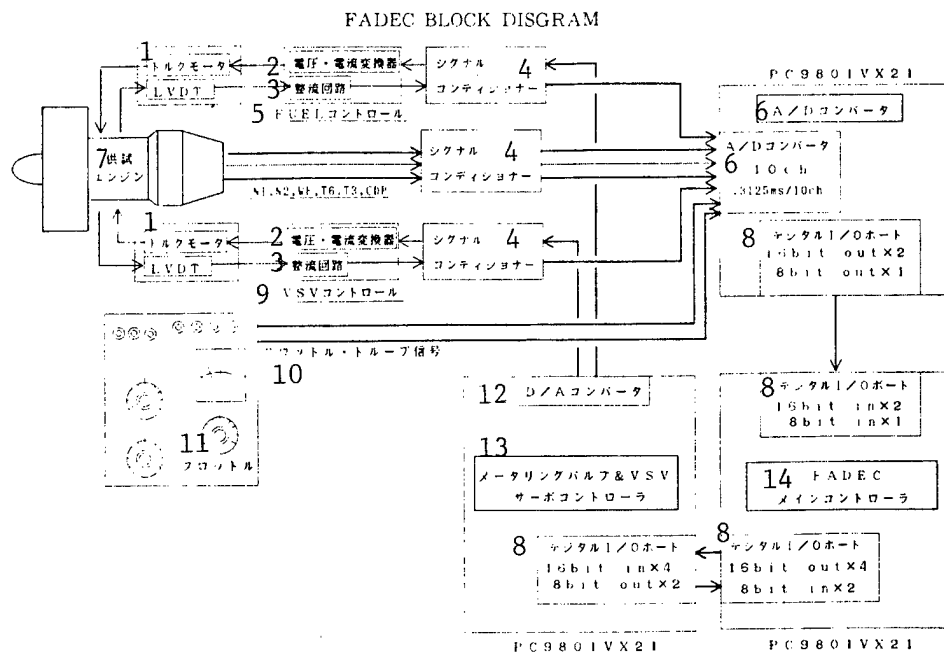 FADEC BLOCK DISGRAM
1
トルクモータ
LVDT
2 電圧・電流変換器
3 整流回路
5 FUELコントロール
シグナル 4
コンディショナー
PC9801VX21
6 A/Dコンバータ
A/Dコンバータ
6 10ch
.3125ms/10ch
7 供試
エンジン
シグナル 4
コンディショナー
N1,N2,WF,T6,T3,CDP
1
トルクモータ
LVDT
2 電圧・電流変換器
3 整流回路
9 VSVコントロール
シグナル 4
コンディショナー
8 デジタルI/Oポート
16bit out×2
8bit out×1
10
11
スロットル
12 D/Aコンバータ
13
メータリングバルブ&VSV
サーボコントローラ
8 デジタルI/Oポート
16bit in×2
8bit in×1
14 FADEC
メインコントローラ
8 デジタルI/Oポート
16bit in×4
8bit out×2
8 デジタルI/Oポート
16bit out×4
8bit in×2
PC9801VX21
PC9801VX21